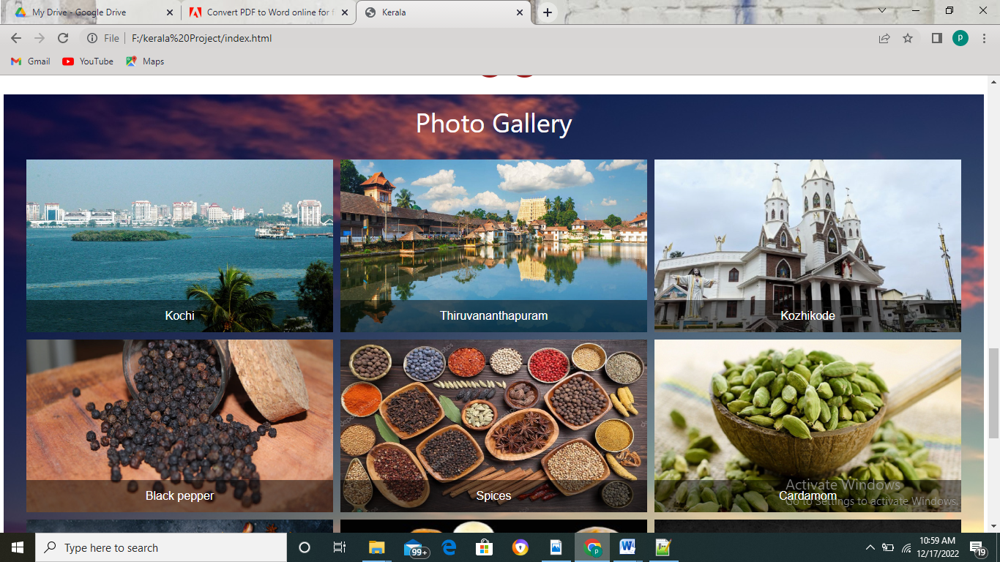 My Drive - Google Drive
Convert PDF to Word online for f
Kerala
File
F:/kerala%20Project/index.html
P
Gmail
YouTube
Maps
Photo Gallery
Kochi
Thiruvananthapuram
Kozhikode
Black pepper
Spices
Cardamom
Activate Windows
Go to Settings to activate Windows.
Type here to search
99+
10:59 AM
12/17/2022
19